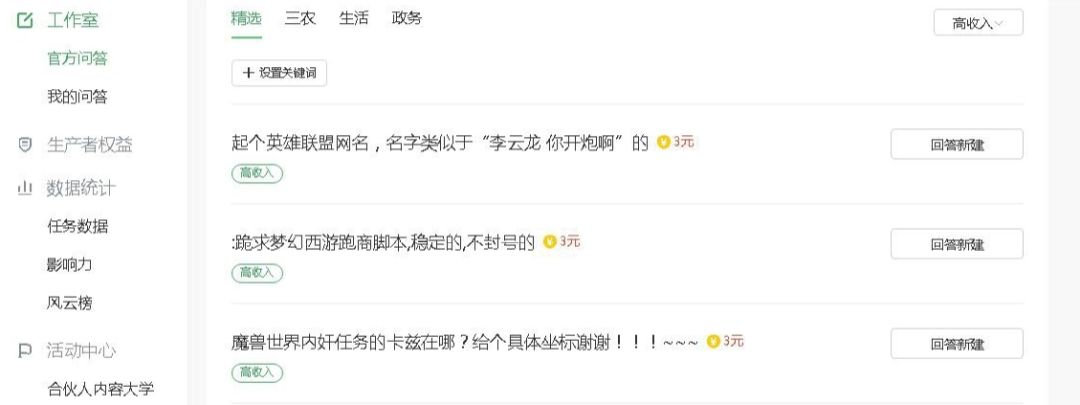 工作室
官方问答
我的问答
生产者权益
数据统计
任务数据
影响力
风云榜
活动中心
合伙人内容大学
精选 三农 生活 政务
高收入
+ 设置关键词
起个英雄联盟网名，名字类似于“李云龙 你开炮啊”的 3元
高收入
回答新建
:跪求梦幻西游跑商脚本,稳定的,不封号的 3元
高收入
回答新建
魔兽世界内奸任务的卡兹在哪？给个具体坐标谢谢！！！~~~ 3元
高收入
回答新建